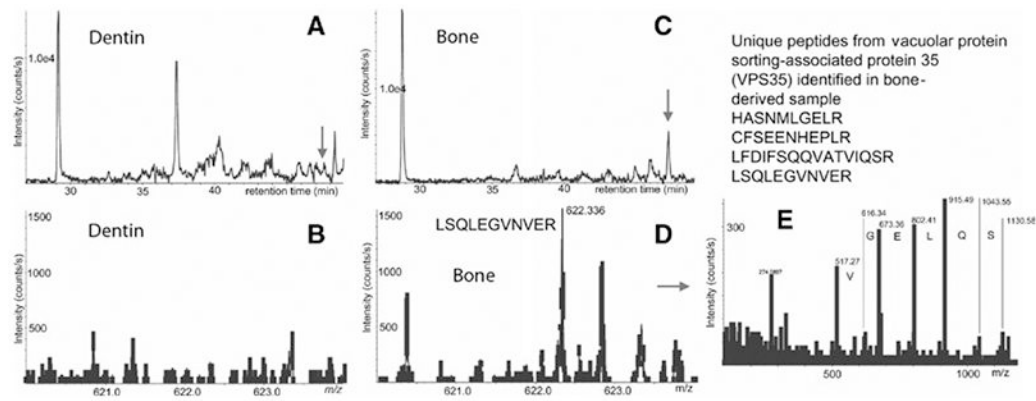 A
Dentin
1.0e4
Intensity (counts/s)
30
35
40
retention time (min)
C
Bone
1.0e4
Intensity (counts/s)
30
35
40
retention time (min)
Unique peptides from vacuolar protein
sorting-associated protein 35
(VPS35) identified in bone-
derived sample
HASNMLGELR
CFSEENHEPLR
LFDIFSQQVATVIQSR
LSQLEGVNVER
B
Dentin
1500
1000
500
Intensity (counts/s)
621.0
622.0
623.0
m/z
D
LSQLEGVNVER
622.336
Bone
1500
1000
500
Intensity (counts/s)
621.0
622.0
623.0
m/z
E
616.34
915.49
1043.55
673.36
802.41
1130.58
300
517.27
V
G
E
L
Q
S
Intensity (counts/s)
500
1000
m/z